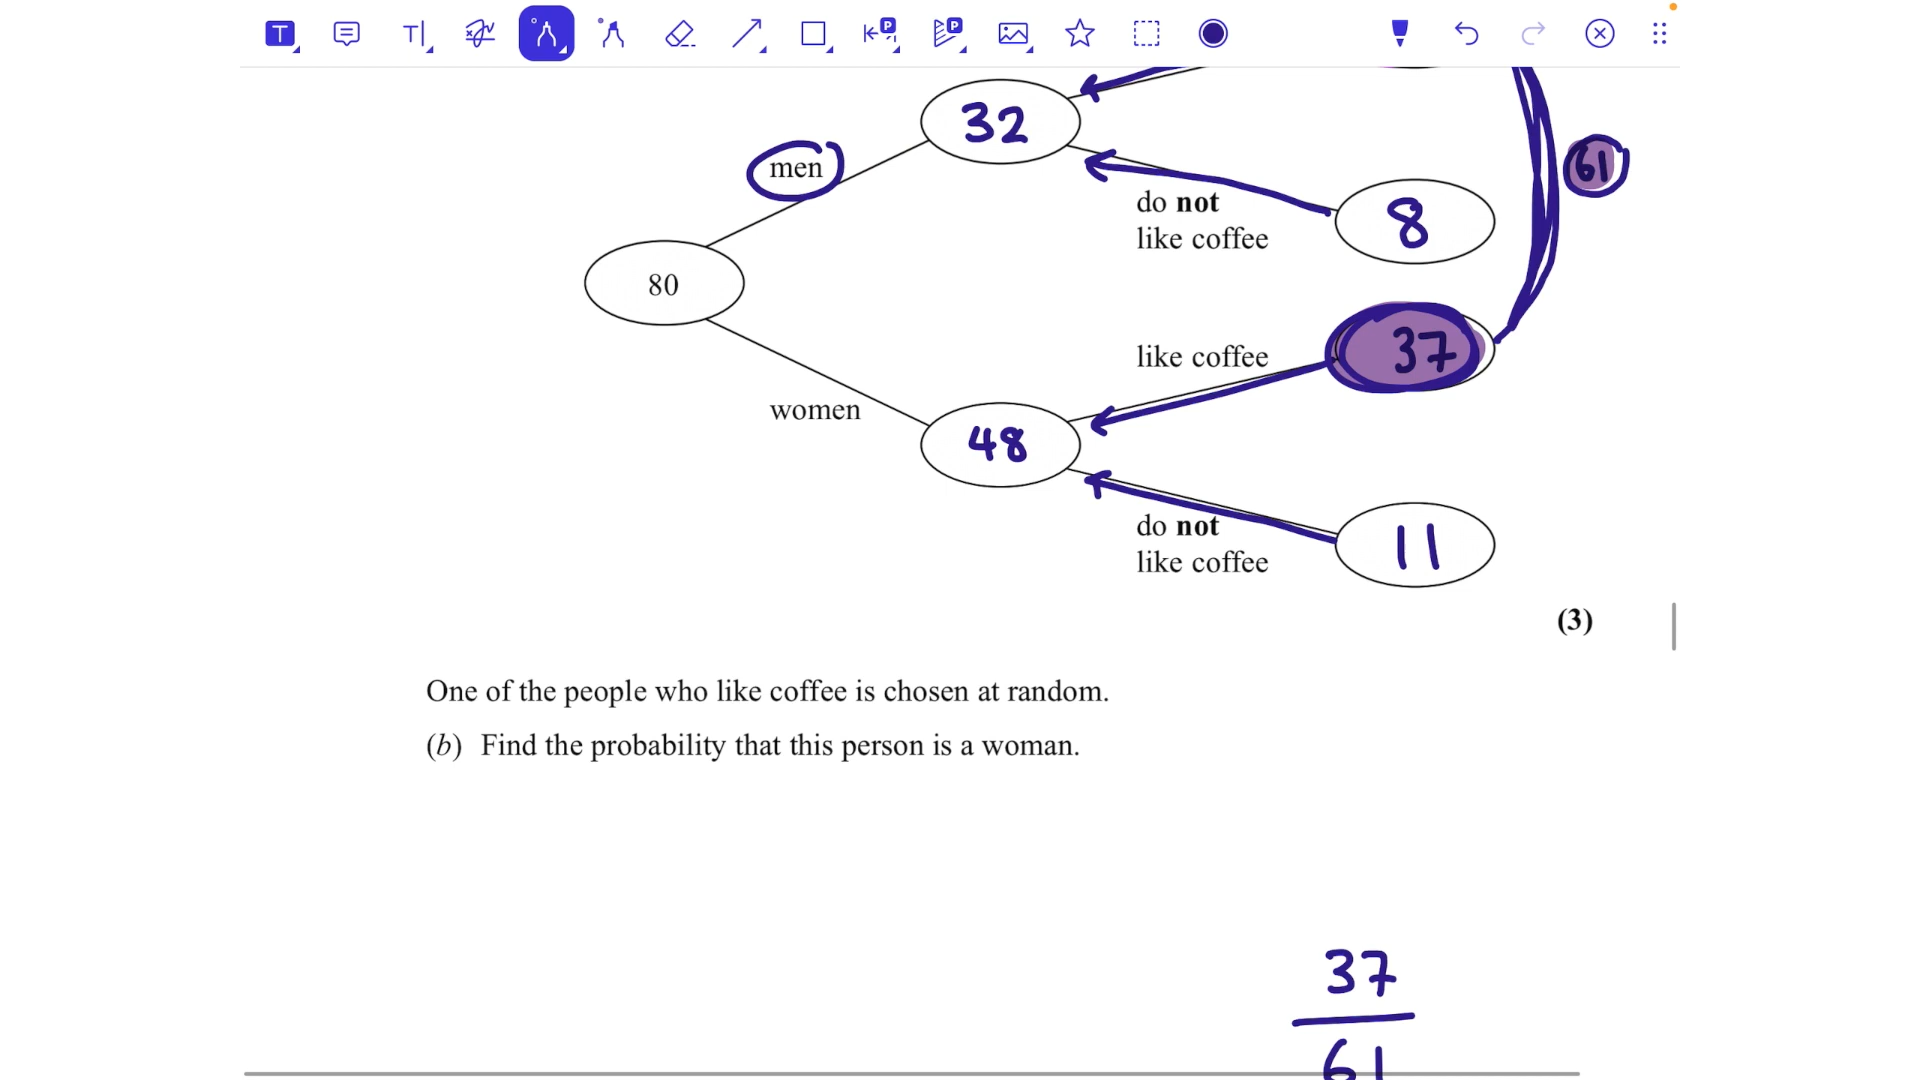 32
men
61
do not
like coffee
8
80
like coffee
37
women
48
do not
like coffee
11
(3)
One of the people who like coffee is chosen at random.
(b) Find the probability that this person is a woman.
37
61